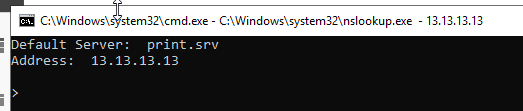 C:\Windows\system32\cmd.exe - C:\Windows\system32\nslookup.exe - 13.13.13.13
Default Server:  print.srv
Address:  13.13.13.13
>